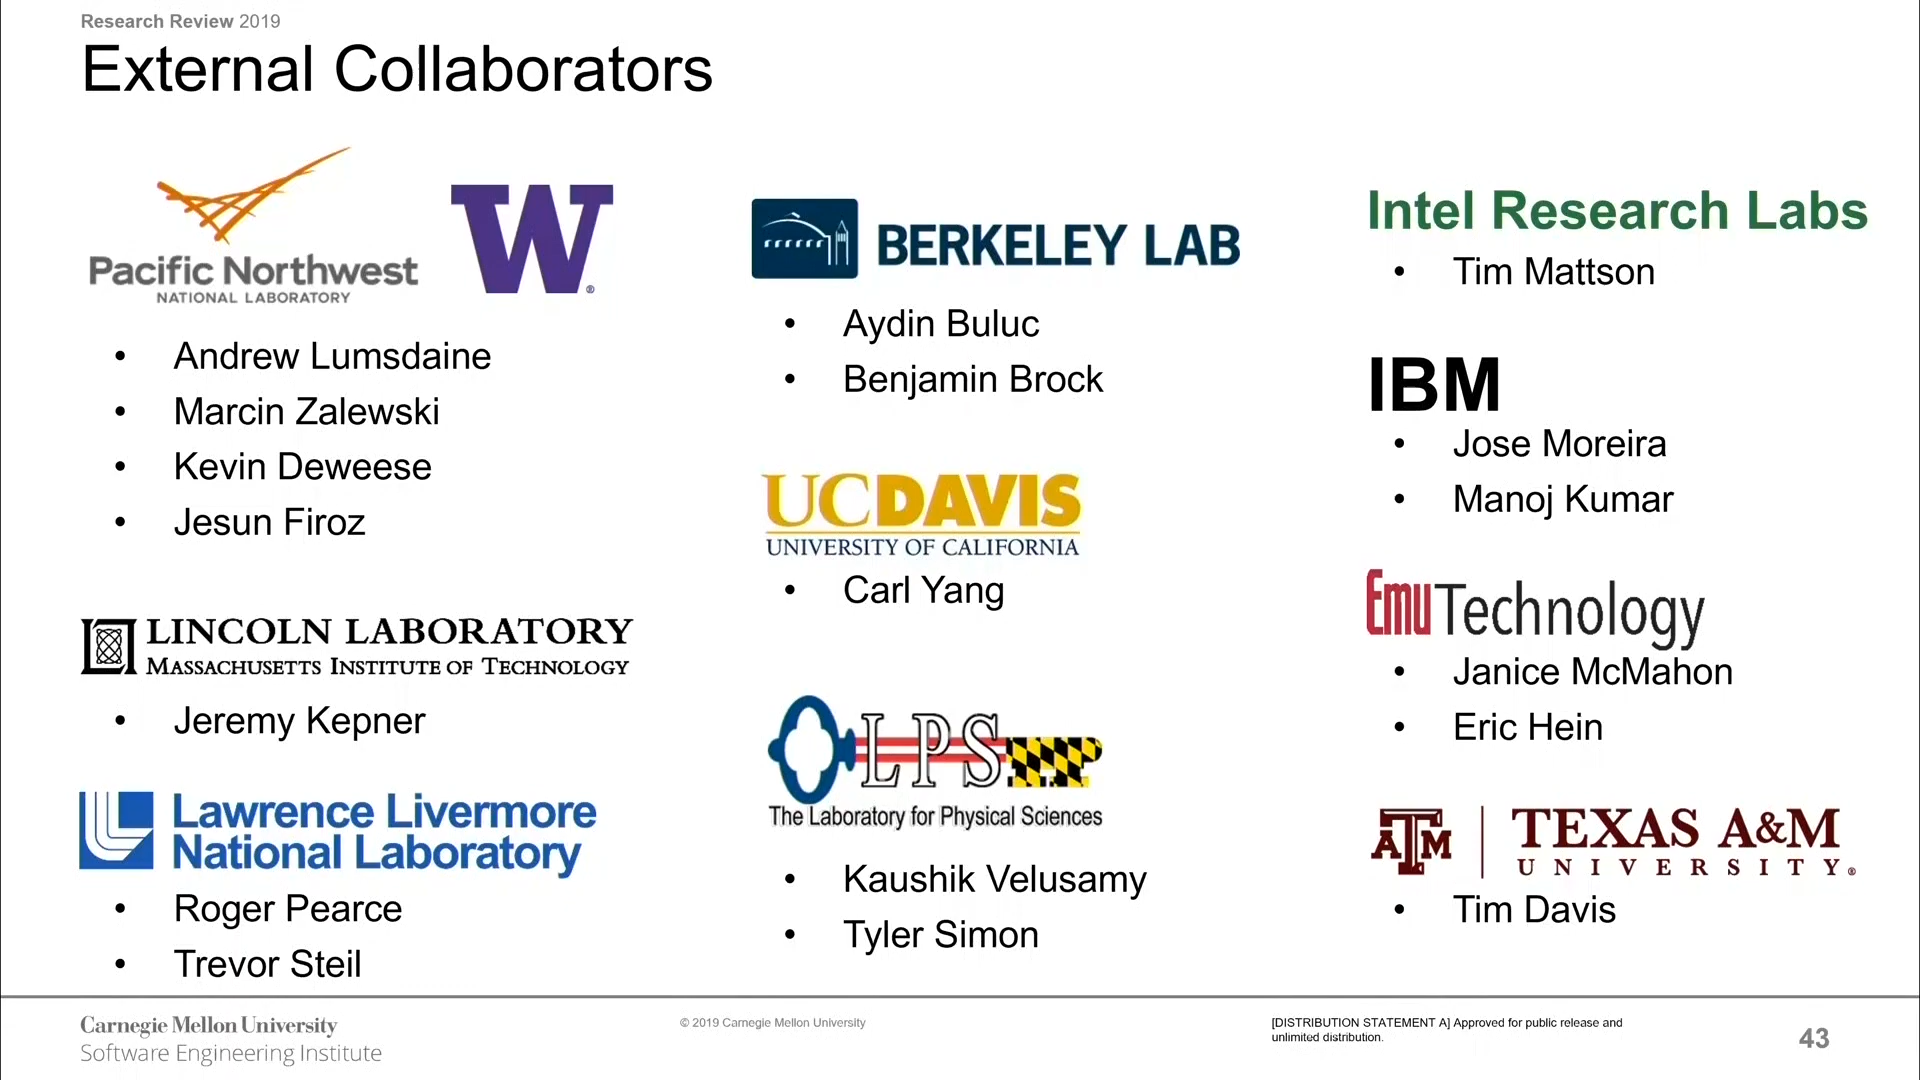 Research Review 2019
External Collaborators
Pacific Northwest
NATIONAL LABORATORY
W
®
• Andrew Lumsdaine
• Marcin Zalewski
• Kevin Deweese
• Jesun Firoz
LINCOLN LABORATORY
MASSACHUSETTS INSTITUTE OF TECHNOLOGY
• Jeremy Kepner
Lawrence Livermore
National Laboratory
• Roger Pearce
• Trevor Steil
BERKELEY LAB
• Aydin Buluc
• Benjamin Brock
UCDAVIS
UNIVERSITY OF CALIFORNIA
• Carl Yang
LPS
The Laboratory for Physical Sciences
• Kaushik Velusamy
• Tyler Simon
Intel Research Labs
• Tim Mattson
IBM
• Jose Moreira
• Manoj Kumar
EmuTechnology
• Janice McMahon
• Eric Hein
ATM
TEXAS A&M
UNIVERSITY®
• Tim Davis
Carnegie Mellon University
Software Engineering Institute
© 2019 Carnegie Mellon University
[DISTRIBUTION STATEMENT A] Approved for public release and
unlimited distribution.
43